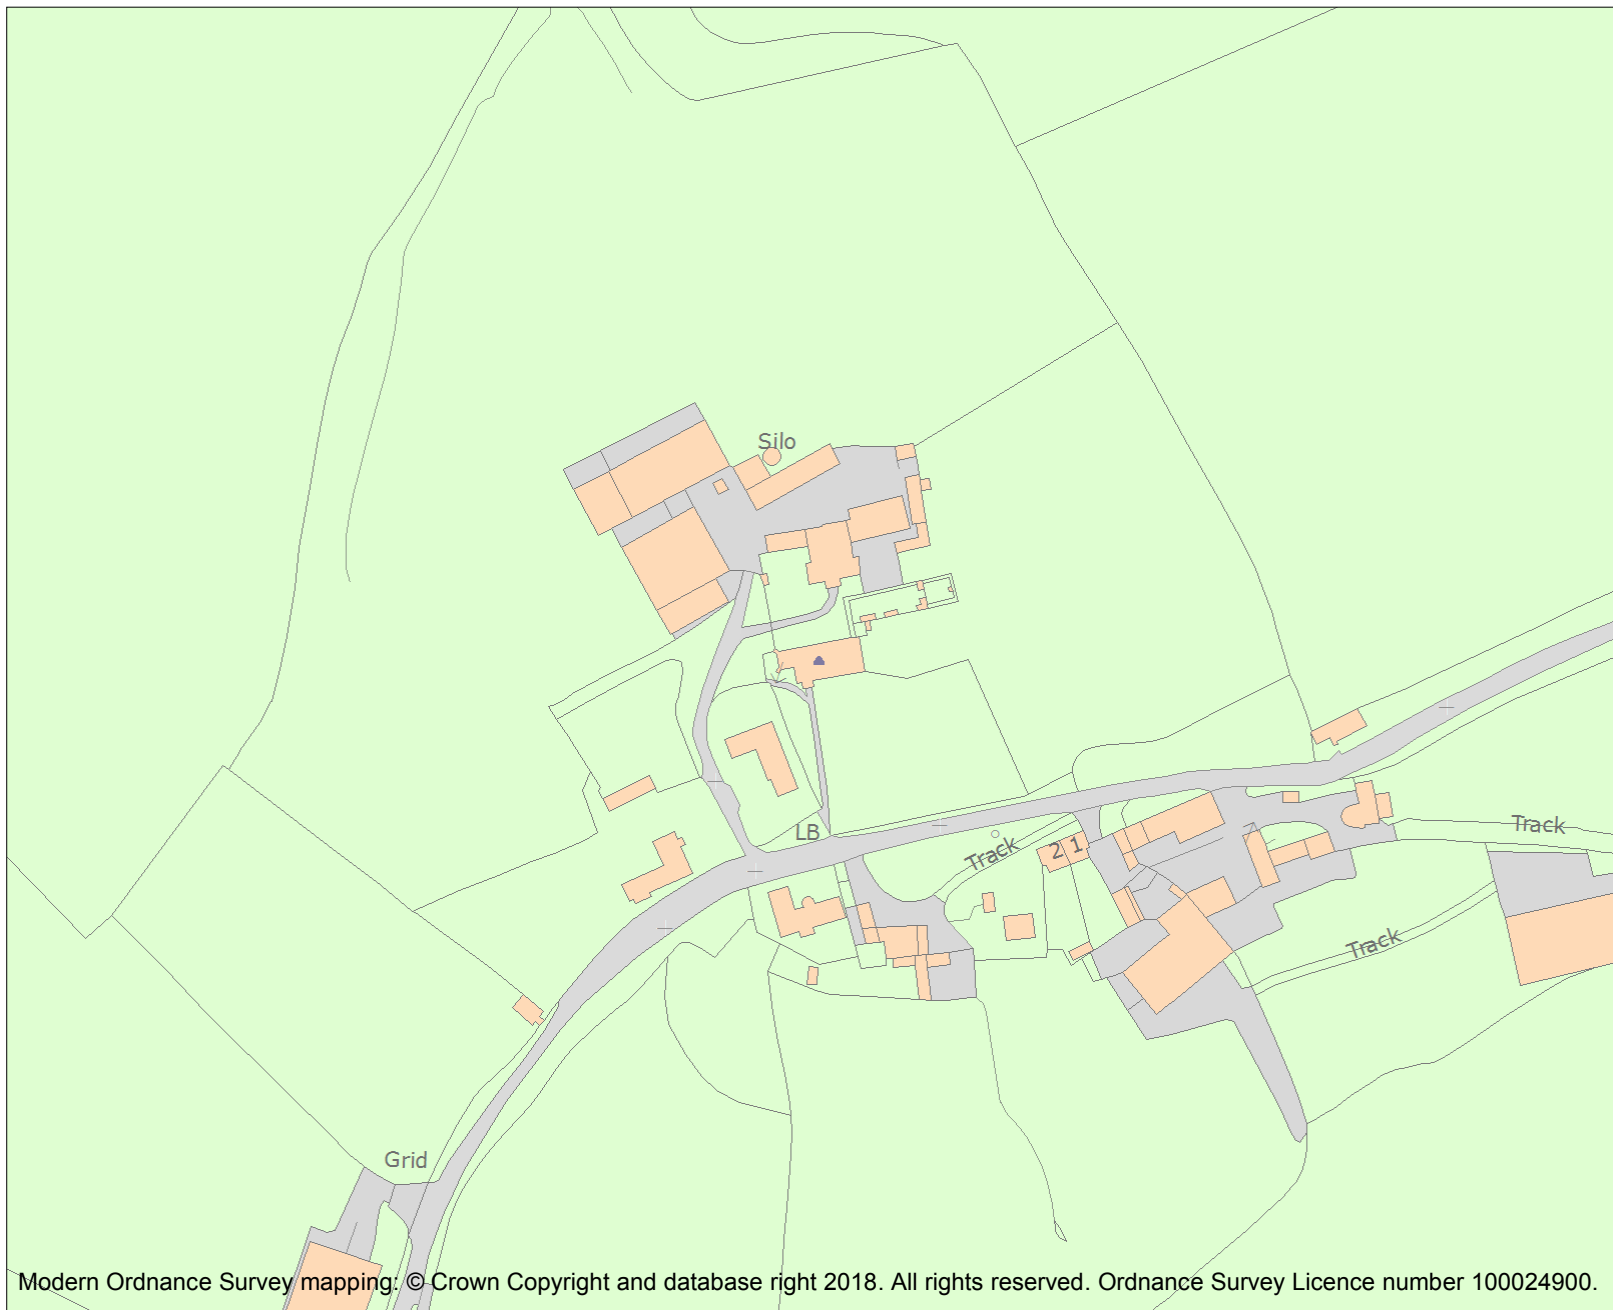 Silo
LB
Track
2 1
Track
Track
Grid
Modern Ordnance Survey mapping: © Crown Copyright and database right 2018. All rights reserved. Ordnance Survey Licence number 100024900.